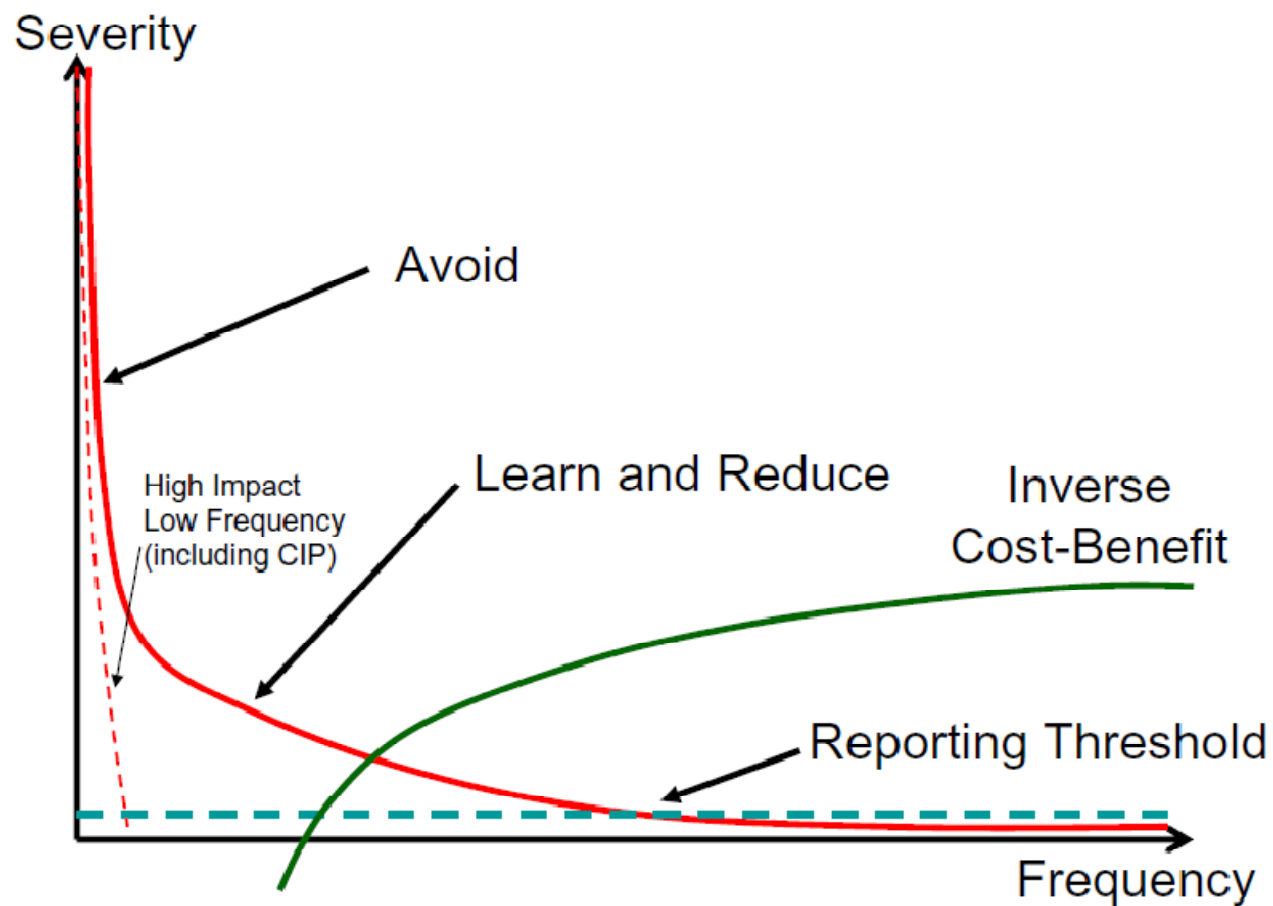 Severity
Avoid
Learn and Reduce
High Impact
Low Frequency
(including CIP)
Inverse
Cost-Benefit
Reporting Threshold
Frequency